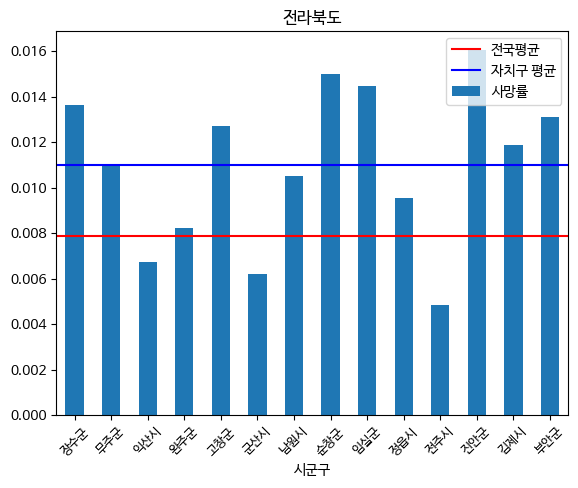 전라북도
0.016
0.014
0.012
0.010
0.008
0.006
0.004
0.002
0.000
전국평균
자치구 평균
사망률
장수군
무주군
익산시
완주군
고창군
군산시
남원시
순창군
임실군
정읍시
전주시
진안군
김제시
부안군
시군구